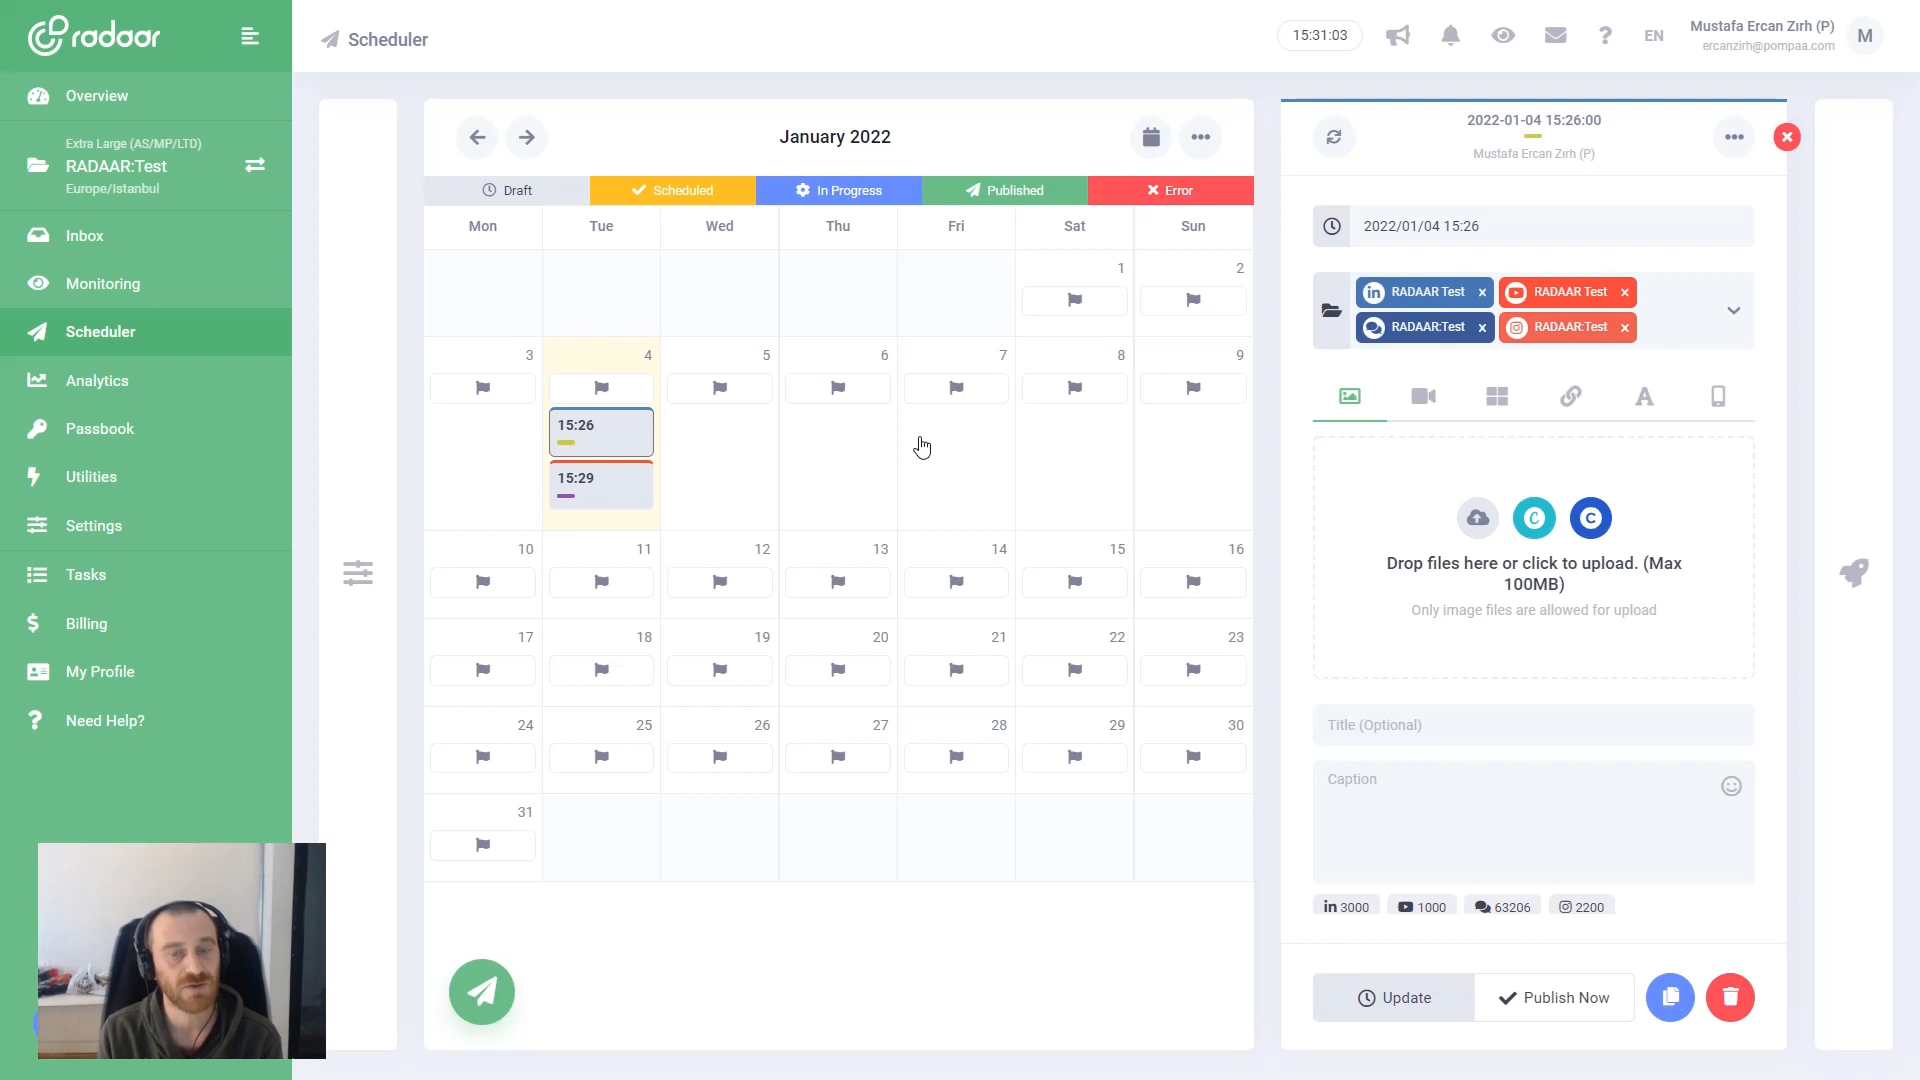 radaar
Scheduler
15:31:03
EN
Mustafa Ercan Zırh (P)
ercanzirh@pompaa.com
M
Overview
Extra Large (AS/MP/LTD)
RADAAR:Test
Europe/Istanbul
Inbox
Monitoring
Scheduler
Analytics
Passbook
Utilities
Settings
Tasks
Billing
My Profile
Need Help?
January 2022
Draft Scheduled In Progress Published Error
Mon Tue Wed Thu Fri Sat Sun
1 2
3 4 5 6 7 8 9
15:26
15:29
10 11 12 13 14 15 16
17 18 19 20 21 22 23
24 25 26 27 28 29 30
31
2022-01-04 15:26:00
Mustafa Ercan Zırh (P)
2022/01/04 15:26
RADAAR Test × RADAAR Test ×
RADAAR:Test × RADAAR:Test ×
Drop files here or click to upload. (Max
100MB)
Only image files are allowed for upload
Title (Optional)
Caption
3000 1000 63206 2200
Update Publish Now